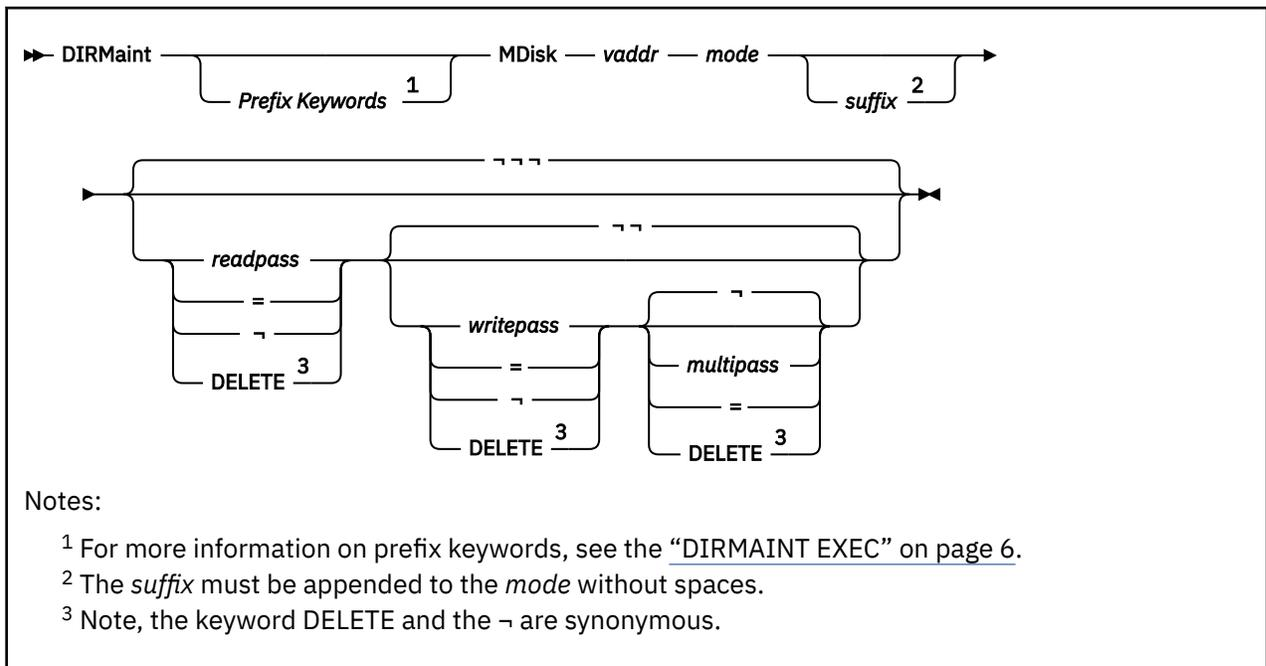 DIRMaint MDisk vaddr mode
Prefix Keywords 1 suffix 2
¬ ¬ ¬
¬ ¬
readpass
= ¬
writepass
¬ multipass
DELETE 3 =
¬ =
DELETE 3 DELETE 3
Notes:
1 For more information on prefix keywords, see the “DIRMAINT EXEC” on page 6.
2 The suffix must be appended to the mode without spaces.
3 Note, the keyword DELETE and the ¬ are synonymous.